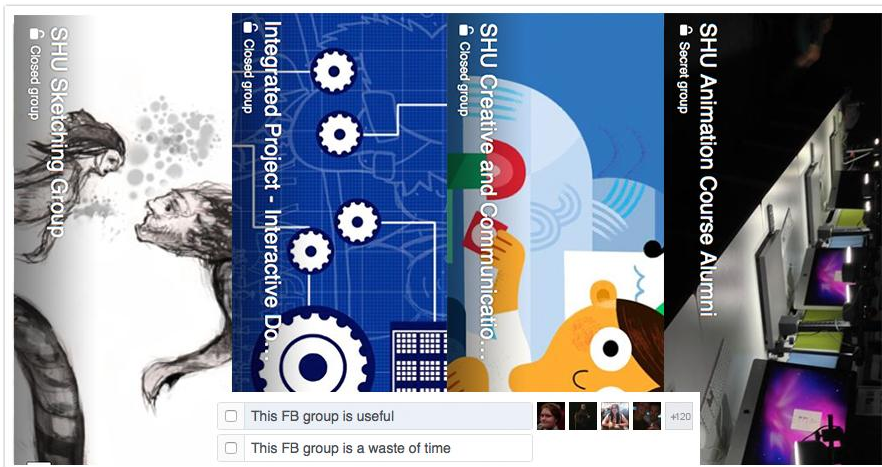 SHU Sketching Group
Closed group
Integrated Project - Interactive Do...
Closed group
SHU Creative and Communicatio...
Closed group
SHU Animation Course Alumni
Secret group
This FB group is useful
+120
This FB group is a waste of time